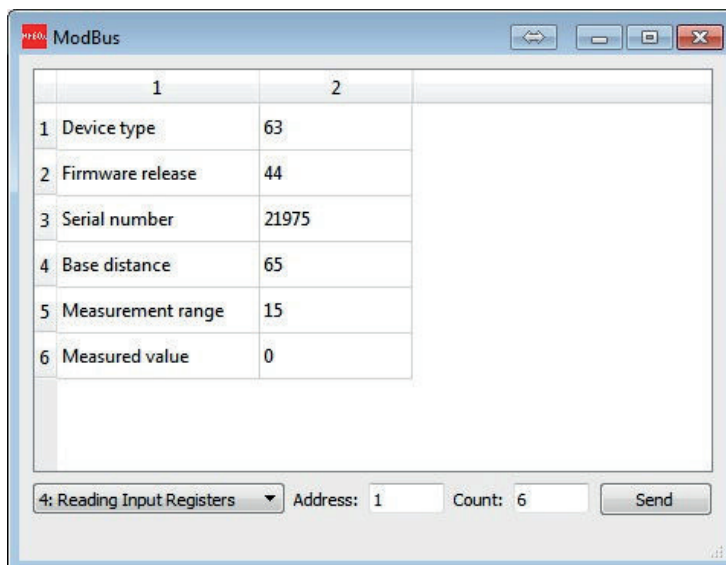 ModBus
1 2
1 Device type 63
2 Firmware release 44
3 Serial number 21975
4 Base distance 65
5 Measurement range 15
6 Measured value 0
4: Reading Input Registers Address: 1 Count: 6 Send